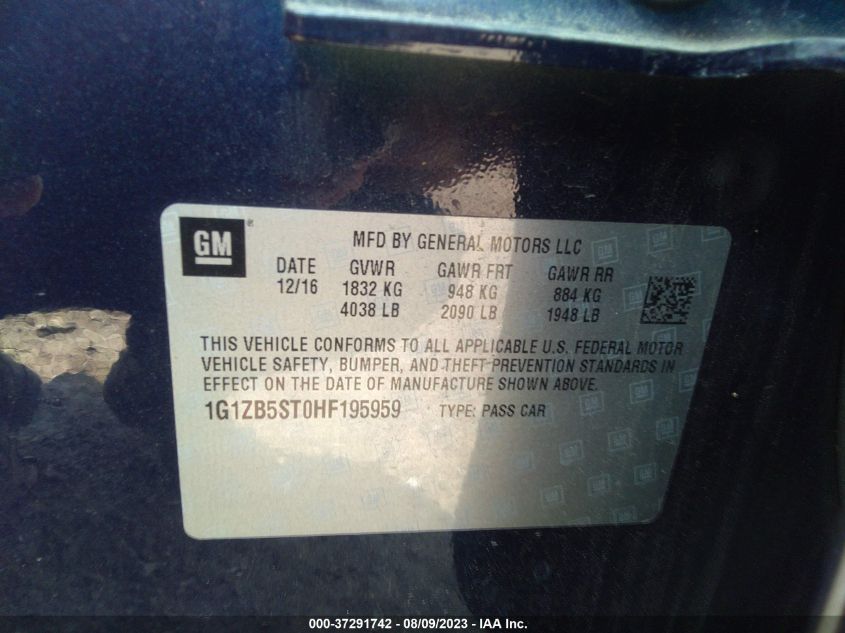 GM ®
MFD BY GENERAL MOTORS LLC
DATE GVWR GAWR FRT GAWR RR
12/16 1832 KG 948 KG 884 KG
4038 LB 2090 LB 1948 LB
THIS VEHICLE CONFORMS TO ALL APPLICABLE U.S. FEDERAL MOTOR
VEHICLE SAFETY, BUMPER, AND THEFT PREVENTION STANDARDS IN
EFFECT ON THE DATE OF MANUFACTURE SHOWN ABOVE.
1G1ZB5ST0HF195959 TYPE: PASS CAR
000-37291742 - 08/09/2023 - IAA Inc.